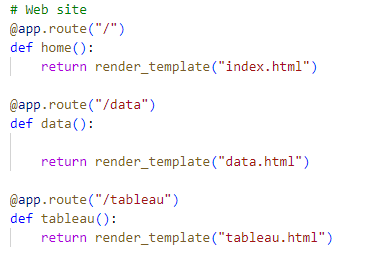 # Web site
@app.route("/")
def home():
    return render_template("index.html")

@app.route("/data")
def data():

    return render_template("data.html")

@app.route("/tableau")
def tableau():
    return render_template("tableau.html")